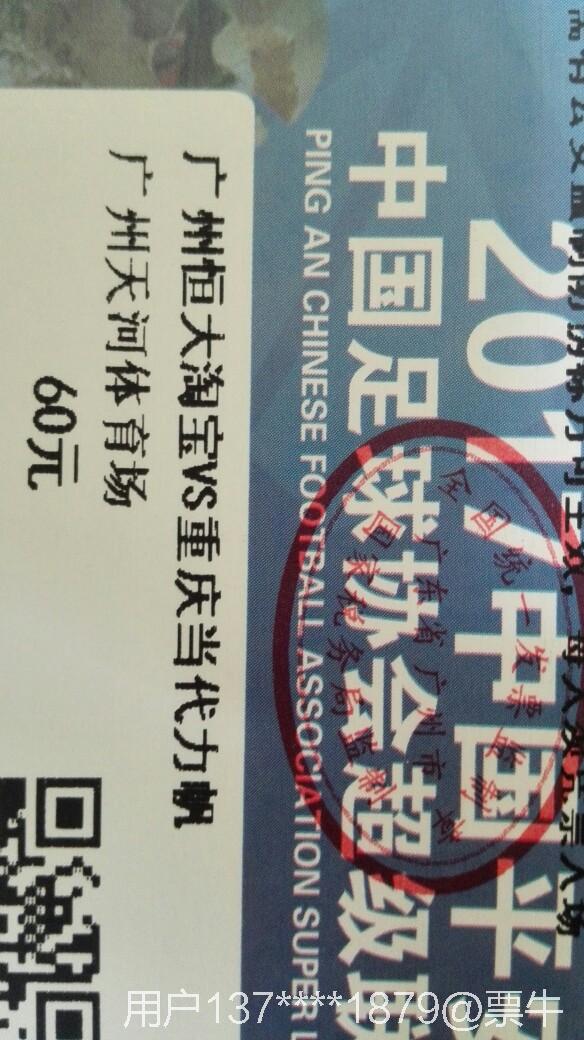 2017中国平
中国足球协会超级联
PING AN CHINESE FOOTBALL ASSOCIATION SUPER L
全国统一发票监制章
广东省广州市
国家税务局监制
广州恒大淘宝VS重庆当代力帆
广州天河体育场
60元
用户137****1879@票牛